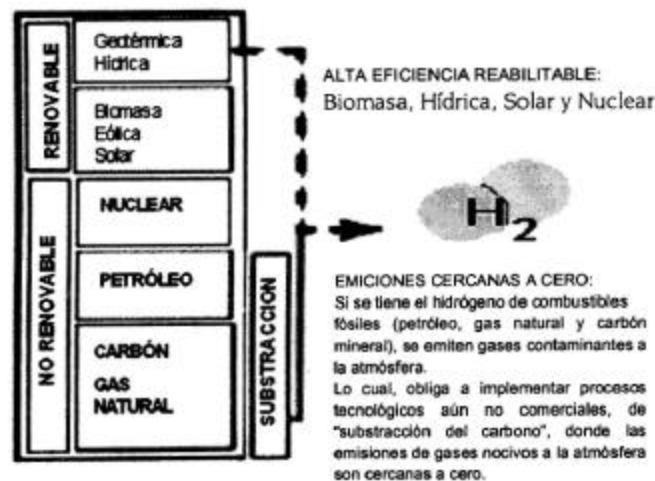 RENOVABLE
Geotérmica
Hídrica
Biomasa
Eólica
Solar
NO RENOVABLE
NUCLEAR
PETRÓLEO
CARBÓN
GAS
NATURAL
SUBSTRACCION
ALTA EFICIENCIA REABILITABLE:
Biomasa, Hídrica, Solar y Nuclear
H2
EMICIONES CERCANAS A CERO:
Si se tiene el hidrógeno de combustibles
fósiles (petróleo, gas natural y carbón
mineral), se emiten gases contaminantes a
la atmósfera.
Lo cual, obliga a implementar procesos
tecnológicos aún no comerciales, de
"substracción del carbono", donde las
emisiones de gases nocivos a la atmósfera
son cercanas a cero.